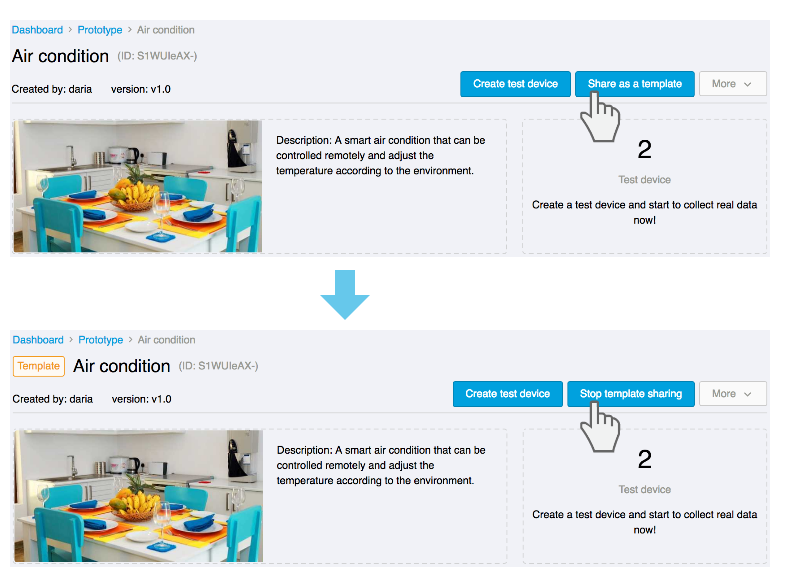 Dashboard > Prototype > Air condition
Air condition (ID: S1WUIeAX-)
Created by: daria version: v1.0
Create test device Share as a template More
Description: A smart air condition that can be
controlled remotely and adjust the
temperature according to the environment.
2
Test device
Create a test device and start to collect real data
now!
Dashboard > Prototype > Air condition
Template Air condition (ID: S1WUIeAX-)
Created by: daria version: v1.0
Create test device Stop template sharing More
Description: A smart air condition that can be
controlled remotely and adjust the
temperature according to the environment.
2
Test device
Create a test device and start to collect real data
now!